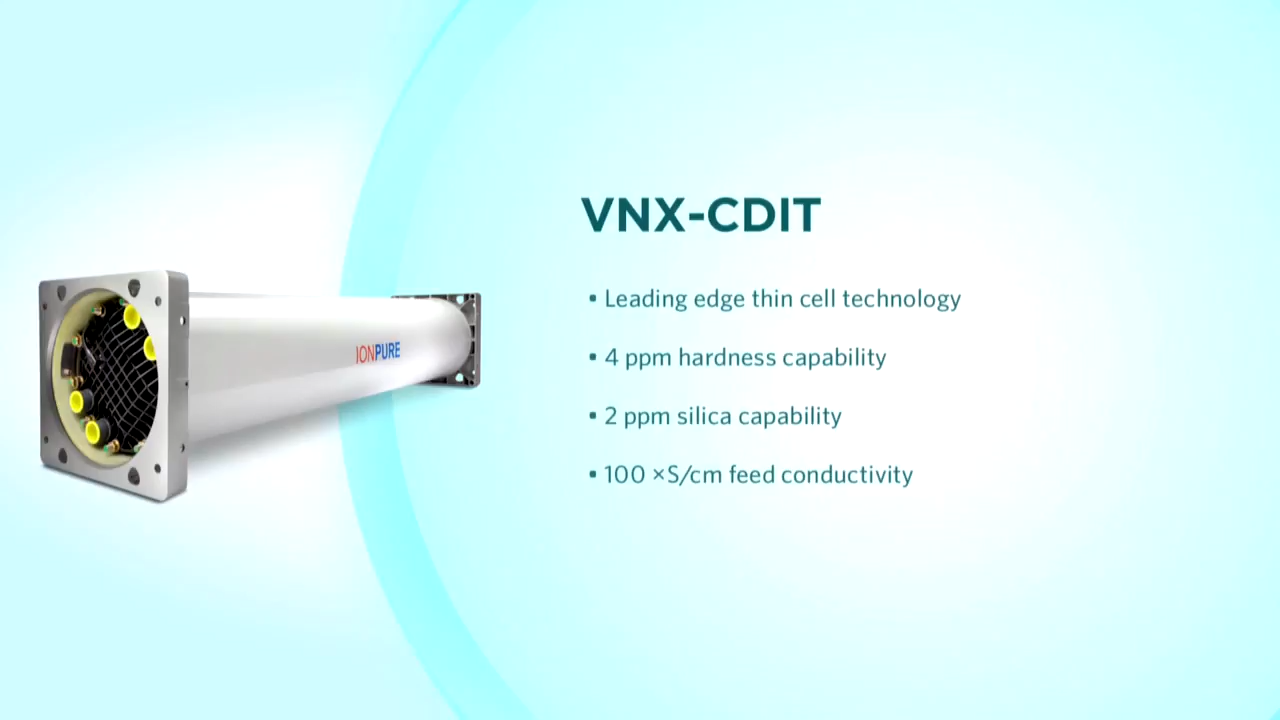 VNX-CDIT
▪ Leading edge thin cell technology
▪ 4 ppm hardness capability
▪ 2 ppm silica capability
▪ 100 ×S/cm feed conductivity
IONPURE